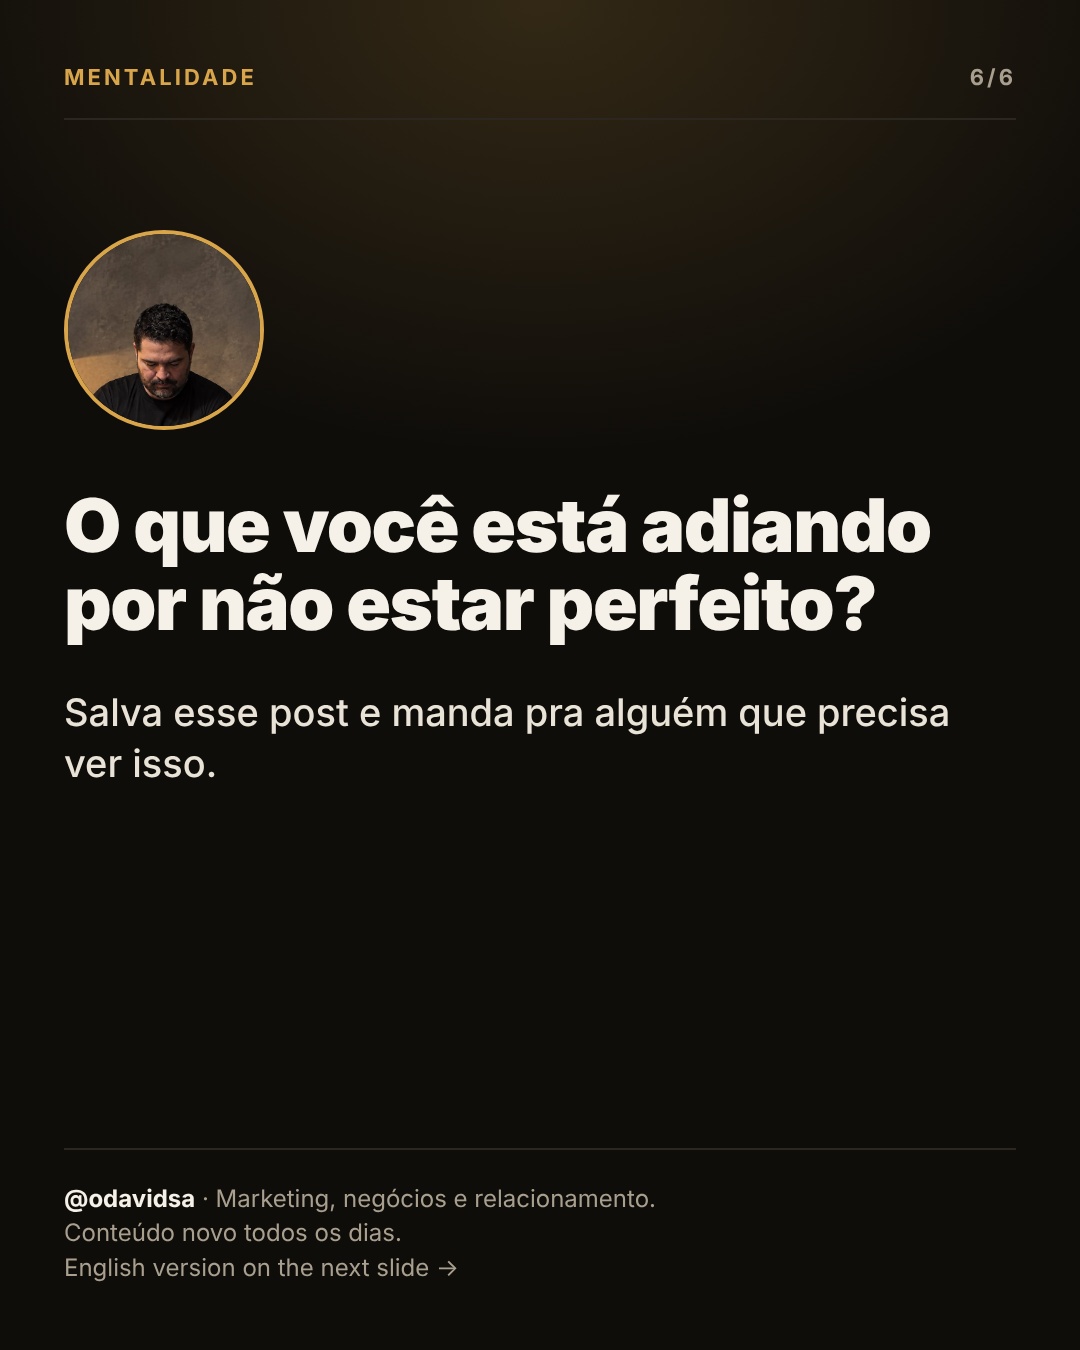 MENTALIDADE
6/6
O que você está adiando
por não estar perfeito?
Salva esse post e manda pra alguém que precisa
ver isso.
@odavidsa · Marketing, negócios e relacionamento.
Conteúdo novo todos os dias.
English version on the next slide →